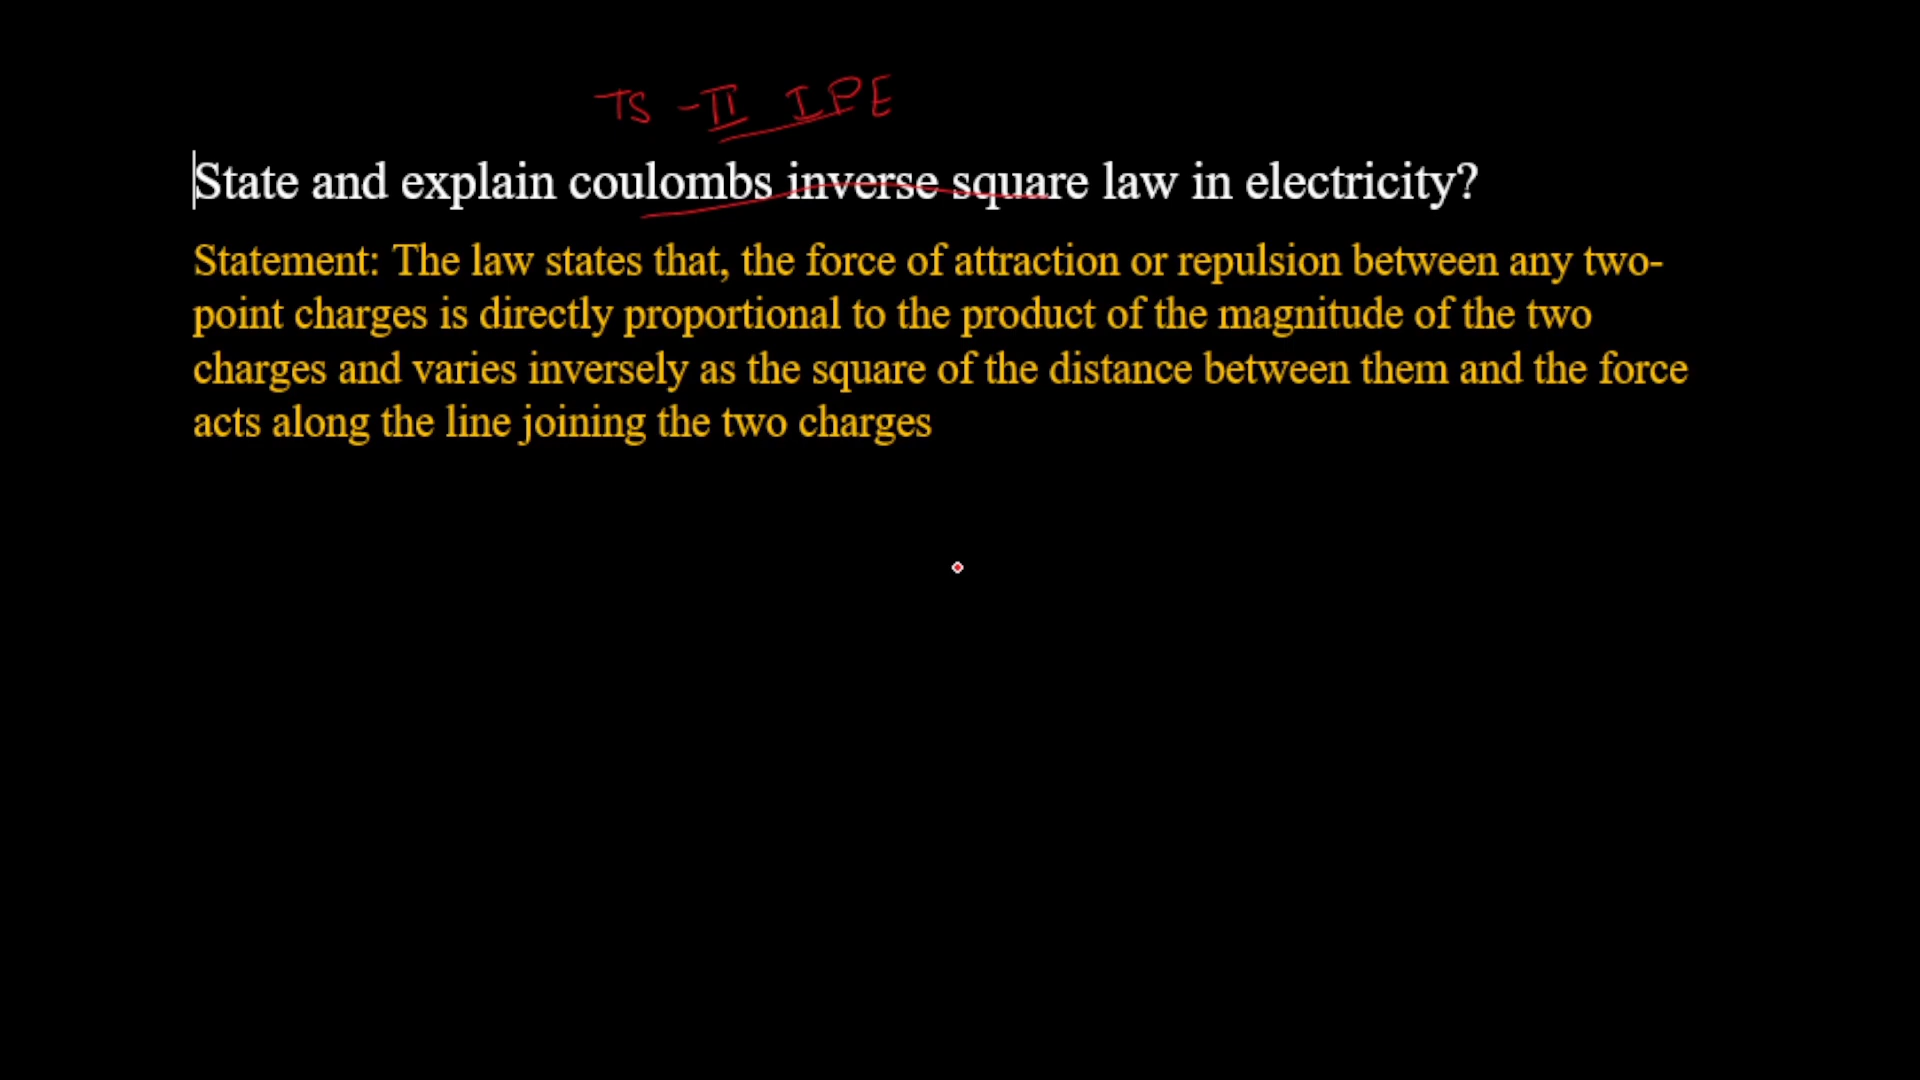 TS - II IPE
State and explain coulombs inverse square law in electricity?
Statement: The law states that, the force of attraction or repulsion between any two-
point charges is directly proportional to the product of the magnitude of the two
charges and varies inversely as the square of the distance between them and the force
acts along the line joining the two charges